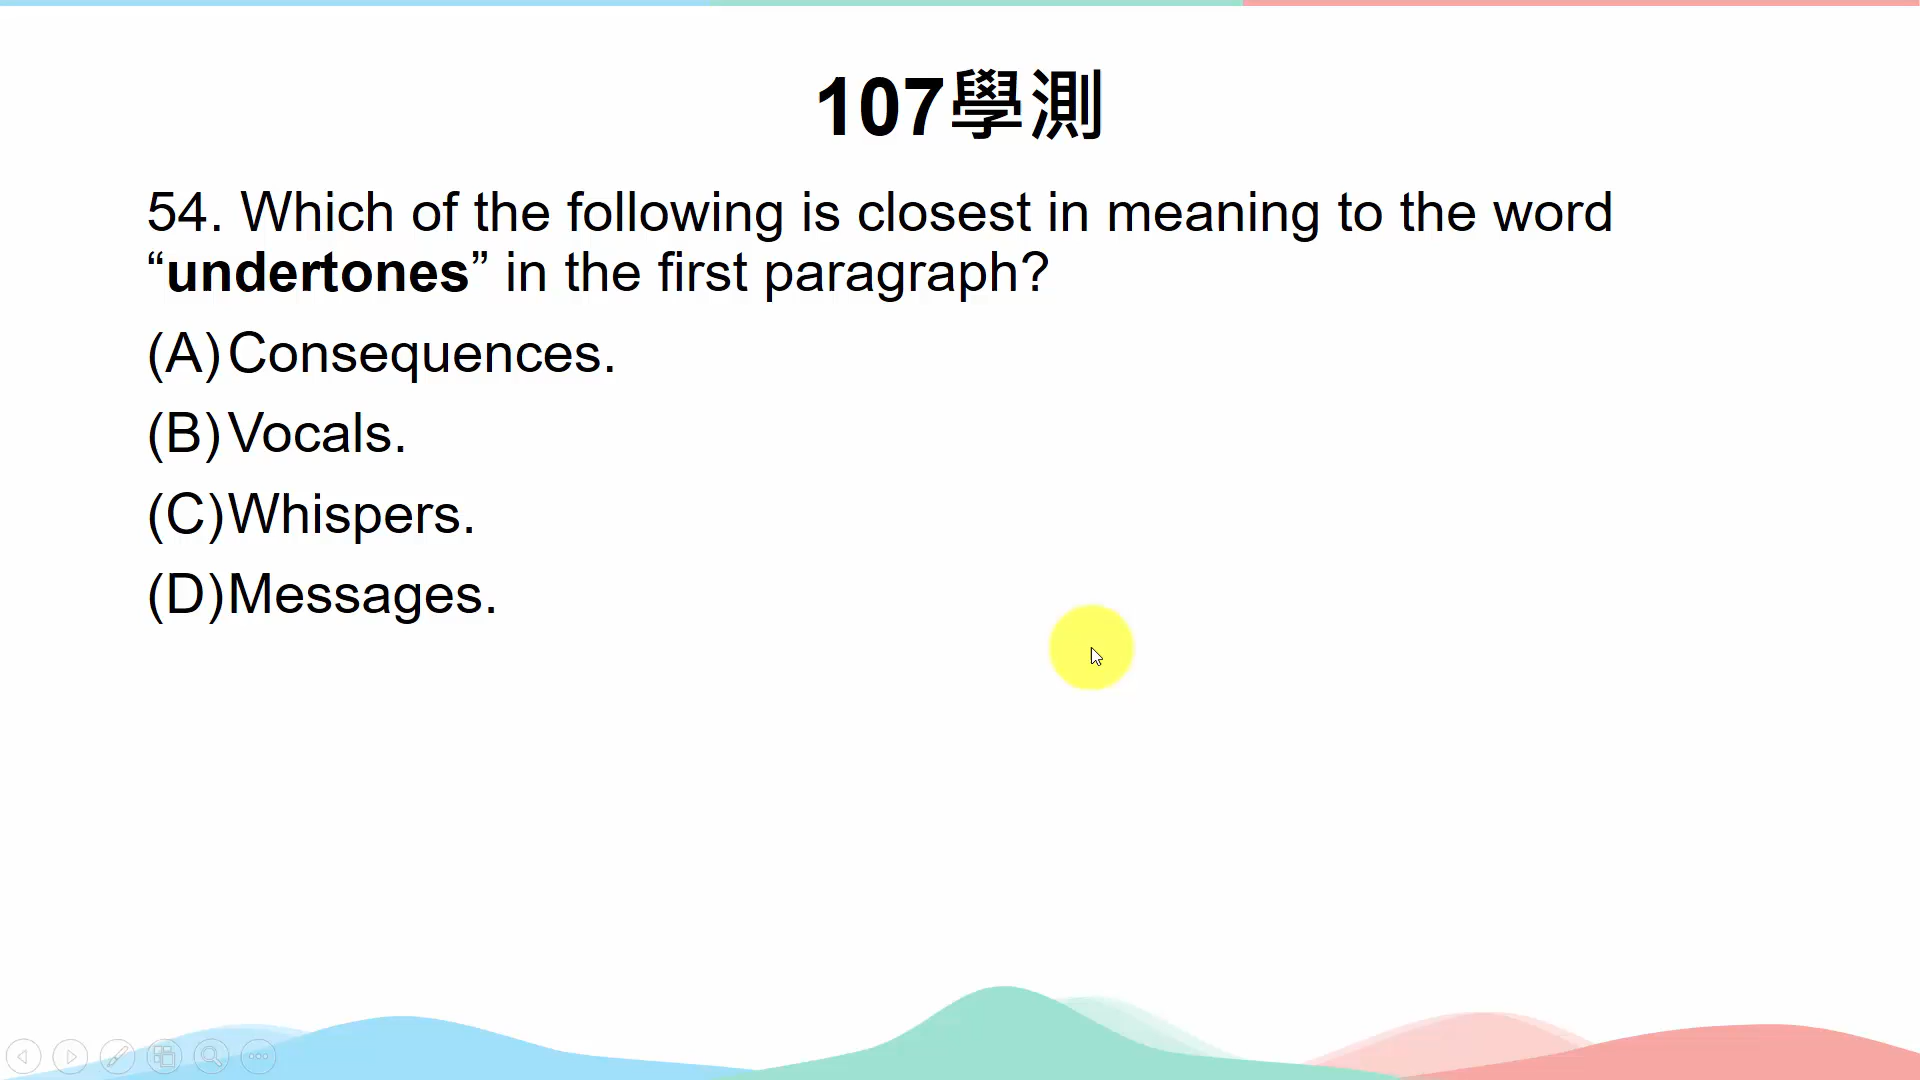 107學測
54. Which of the following is closest in meaning to the word
“undertones” in the first paragraph?
(A) Consequences.
(B) Vocals.
(C) Whispers.
(D) Messages.